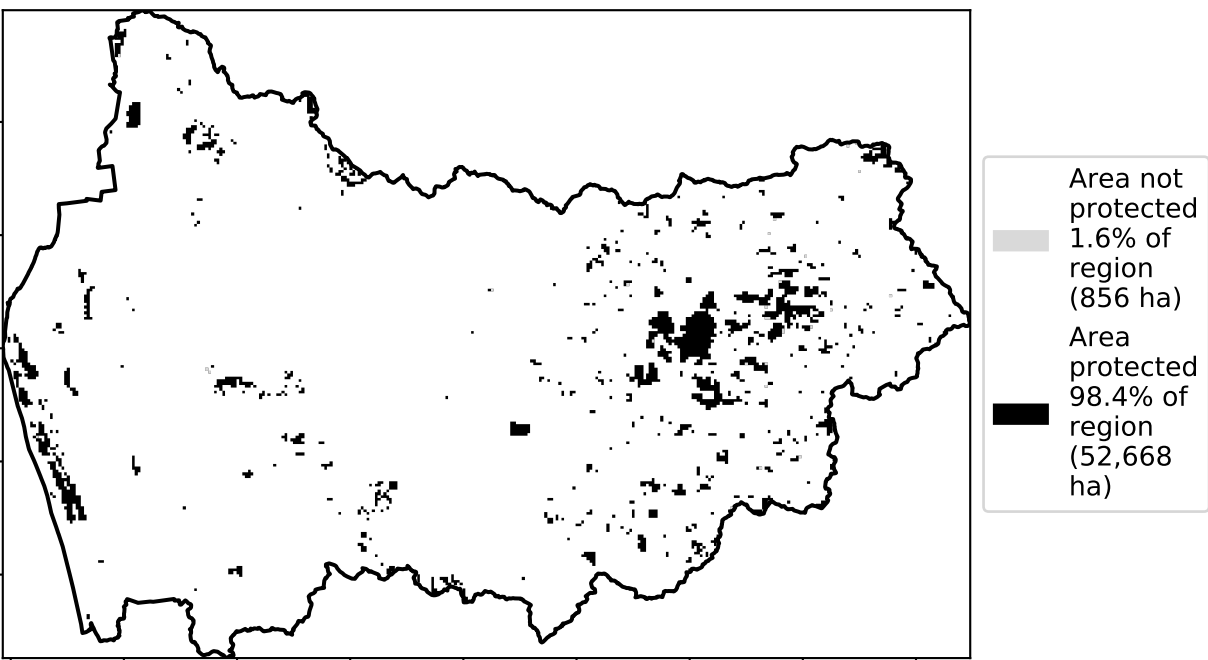 Area not
protected
1.6% of
region
(856 ha)
Area
protected
98.4% of
region
(52,668
ha)